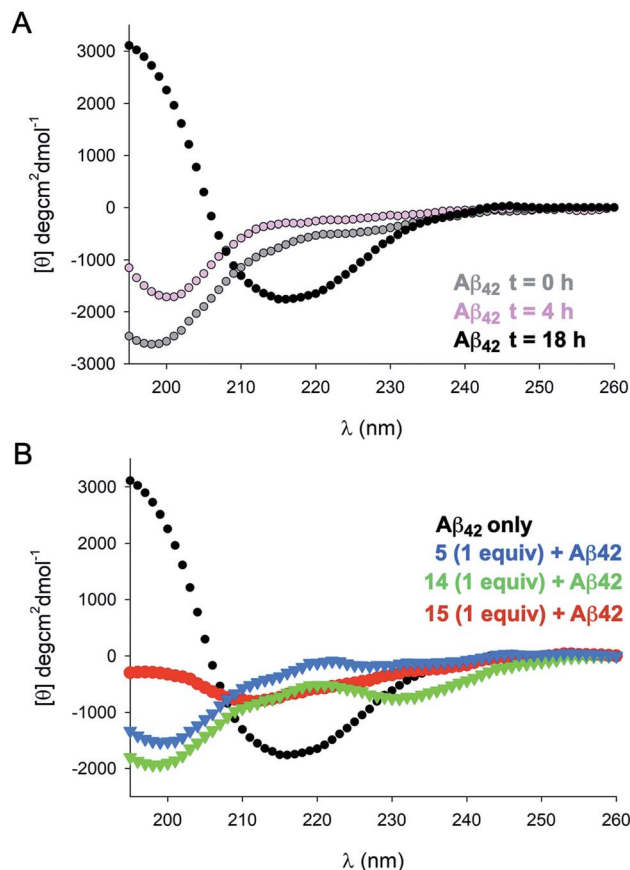 A
3000
2000
1000
0
-1000
-2000
-3000
[θ] degcm²dmol⁻¹
Aβ₄₂ t = 0 h
Aβ₄₂ t = 4 h
Aβ₄₂ t = 18 h
200 210 220 230 240 250 260
λ (nm)
B
3000
2000
1000
0
-1000
-2000
[θ] degcm²dmol⁻¹
Aβ₄₂ only
5 (1 equiv) + Aβ42
14 (1 equiv) + Aβ42
15 (1 equiv) + Aβ42
200 210 220 230 240 250 260
λ (nm)